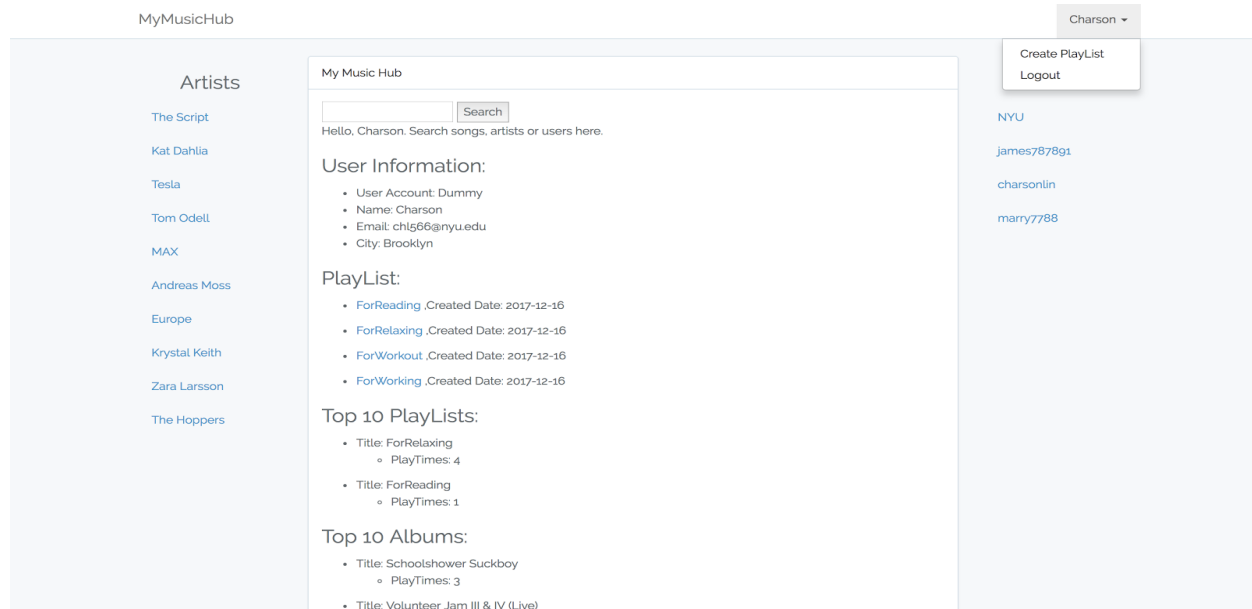 MyMusicHub
Charson
Create PlayList
Logout
Artists
The Script
Kat Dahlia
Tesla
Tom Odell
MAX
Andreas Moss
Europe
Krystal Keith
Zara Larsson
The Hoppers
My Music Hub
Search
Hello, Charson. Search songs, artists or users here.
User Information:
User Account: Dummy
Name: Charson
Email: chl566@nyu.edu
City: Brooklyn
PlayList:
ForReading ,Created Date: 2017-12-16
ForRelaxing ,Created Date: 2017-12-16
ForWorkout ,Created Date: 2017-12-16
ForWorking ,Created Date: 2017-12-16
Top 10 PlayLists:
Title: ForRelaxing
PlayTimes: 4
Title: ForReading
PlayTimes: 1
Top 10 Albums:
Title: Schoolshower Suckboy
PlayTimes: 3
Title: Volunteer Jam III & IV (Live)
NYU
james787891
charsonlin
marry7788